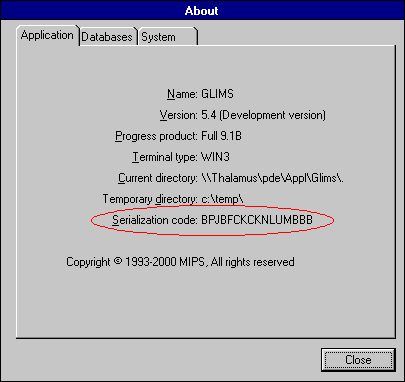 About
Application Databases System
Name: GLIMS
Version: 5.4 (Development version)
Progress product: Full 9.1B
Terminal type: WIN3
Current directory: \\Thalamus\pde\Appl\Glims\.
Temporary directory: c:\temp\
Serialization code: BPJBFCKCKNLUMBBB
Copyright © 1993-2000 MIPS, All rights reserved
Close